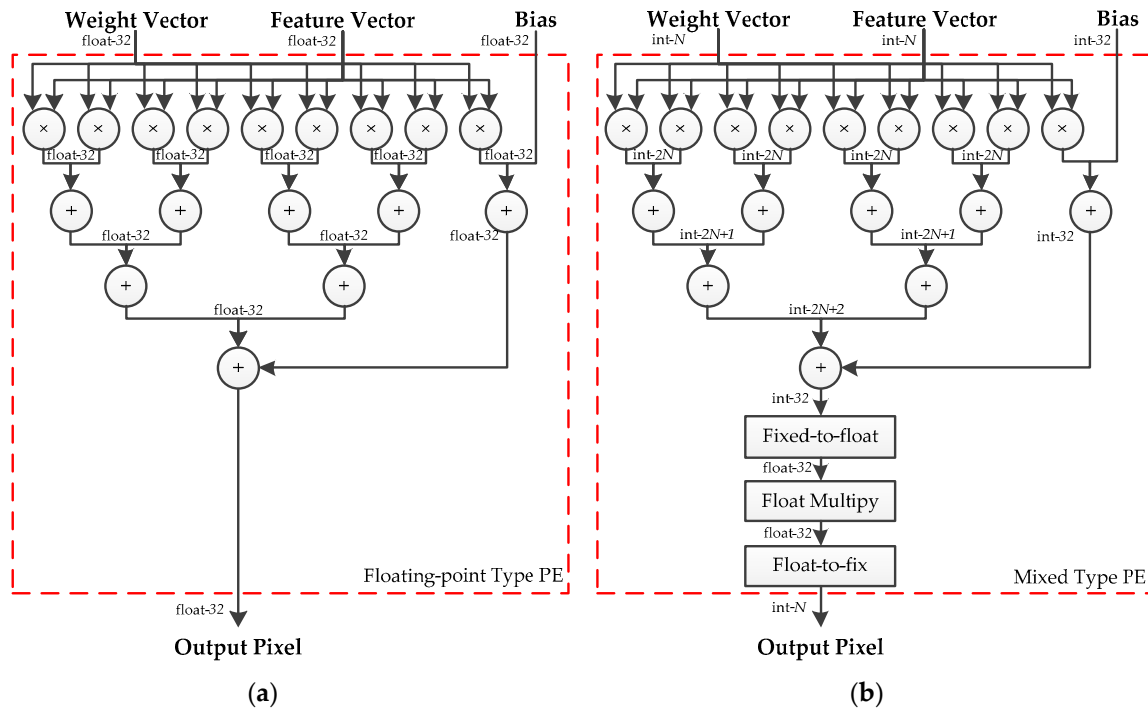 Weight Vector Feature Vector Bias
float-32 float-32 float-32
× × × × × × × × ×
float-32 float-32 float-32 float-32 float-32
+ + + + +
float-32 float-32 float-32
+ +
float-32
+
Floating-point Type PE
float-32
Output Pixel
(a)
Weight Vector Feature Vector Bias
int-N int-N int-32
× × × × × × × × ×
int-2N int-2N int-2N int-2N
+ + + + +
int-2N+1 int-2N+1 int-32
+ +
int-2N+2
+
int-32
Fixed-to-float
float-32
Float Multipy
float-32
Float-to-fix
Mixed Type PE
int-N
Output Pixel
(b)